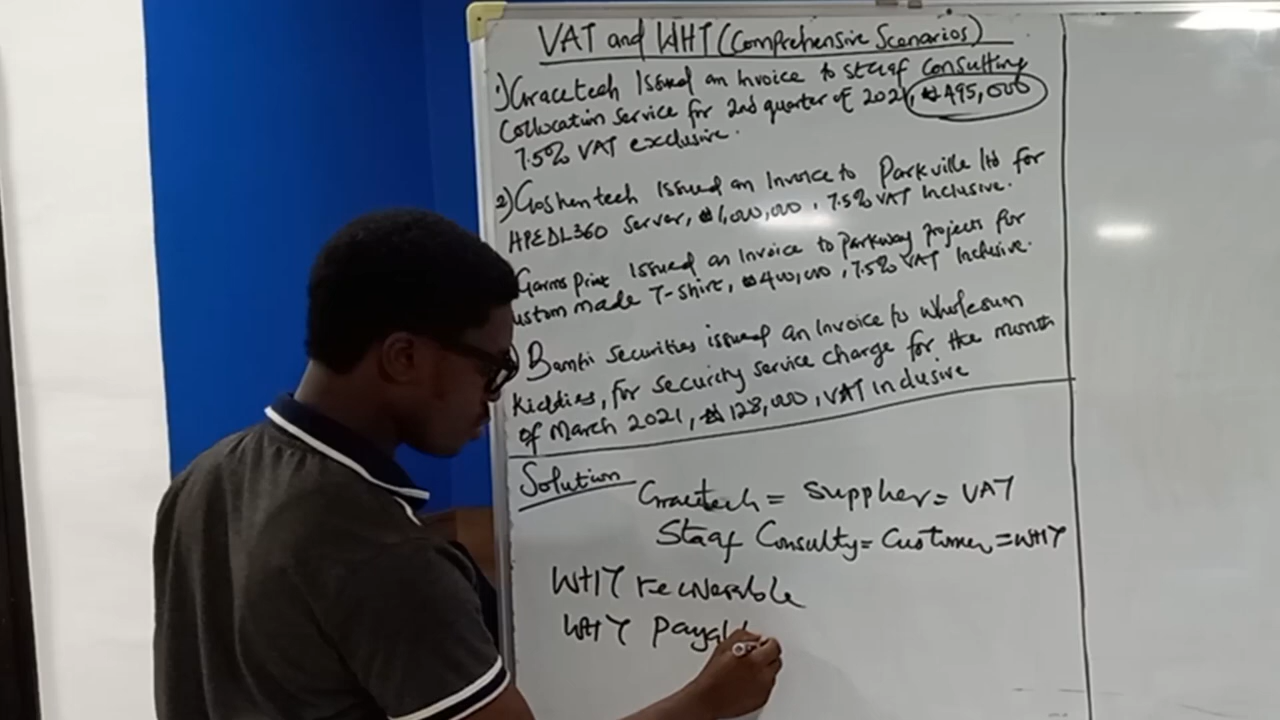 VAT and WHT (Comprehensive Scenarios)
1) Gracetech Issued an Invoice to staaf Consulting
Collocation Service for 2nd quarter of 2021, ₦495,000
7.5% VAT exclusive.
2) Goshentech Issued an Invoice to Parkville ltd for
HPEDL360 Server, ₦1,000,000, 7.5% VAT Inclusive.
Garms Print Issued an Invoice to Parkway projects for
ustom made T-shirt, ₦400,000, 7.5% VAT Inclusive.
) Bantii Securities issued an Invoice to wholesum
Kiddies, for security service charge for the month
of March 2021, ₦128,000, VAT inclusive
Solution Gracetech = Supplier = VAT
Staaf Consulty = Customer = WHT
WHT recoverable
WHT Payabl